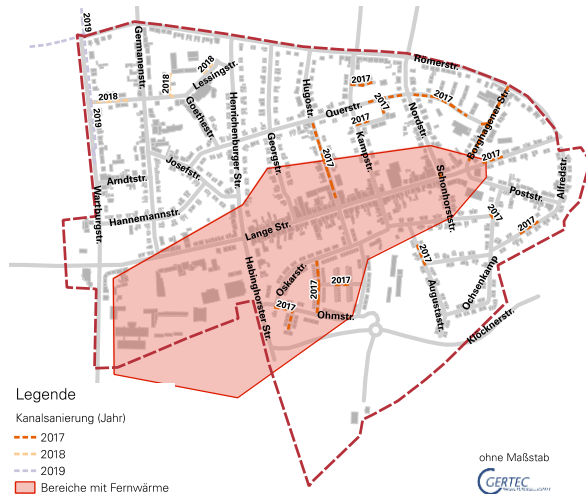 2019
Germanenstr.
2018
2018
Lessingstr.
2018
2019
Goethestr.
Henrichenburger Str.
Josefstr.
Georgstr.
Hugostr.
Querstr.
2017
2017
2017
2017
Kampstr.
2017
Römerstr.
Nordstr.
Borghagener Str.
2017
Arndtstr.
Hannemannstr.
Wartburgstr.
Lange Str.
Schonhorststr.
Poststr.
Alfredstr.
2017
2017
2017
Habinghorster Str.
Oskarstr.
2017
2017
2017
Ohmstr.
Augustastr.
Ochsenkamp
Klöcknerstr.
Legende
Kanalsanierung (Jahr)
2017
2018
2019
Bereiche mit Fernwärme
ohne Maßstab
GERTEC